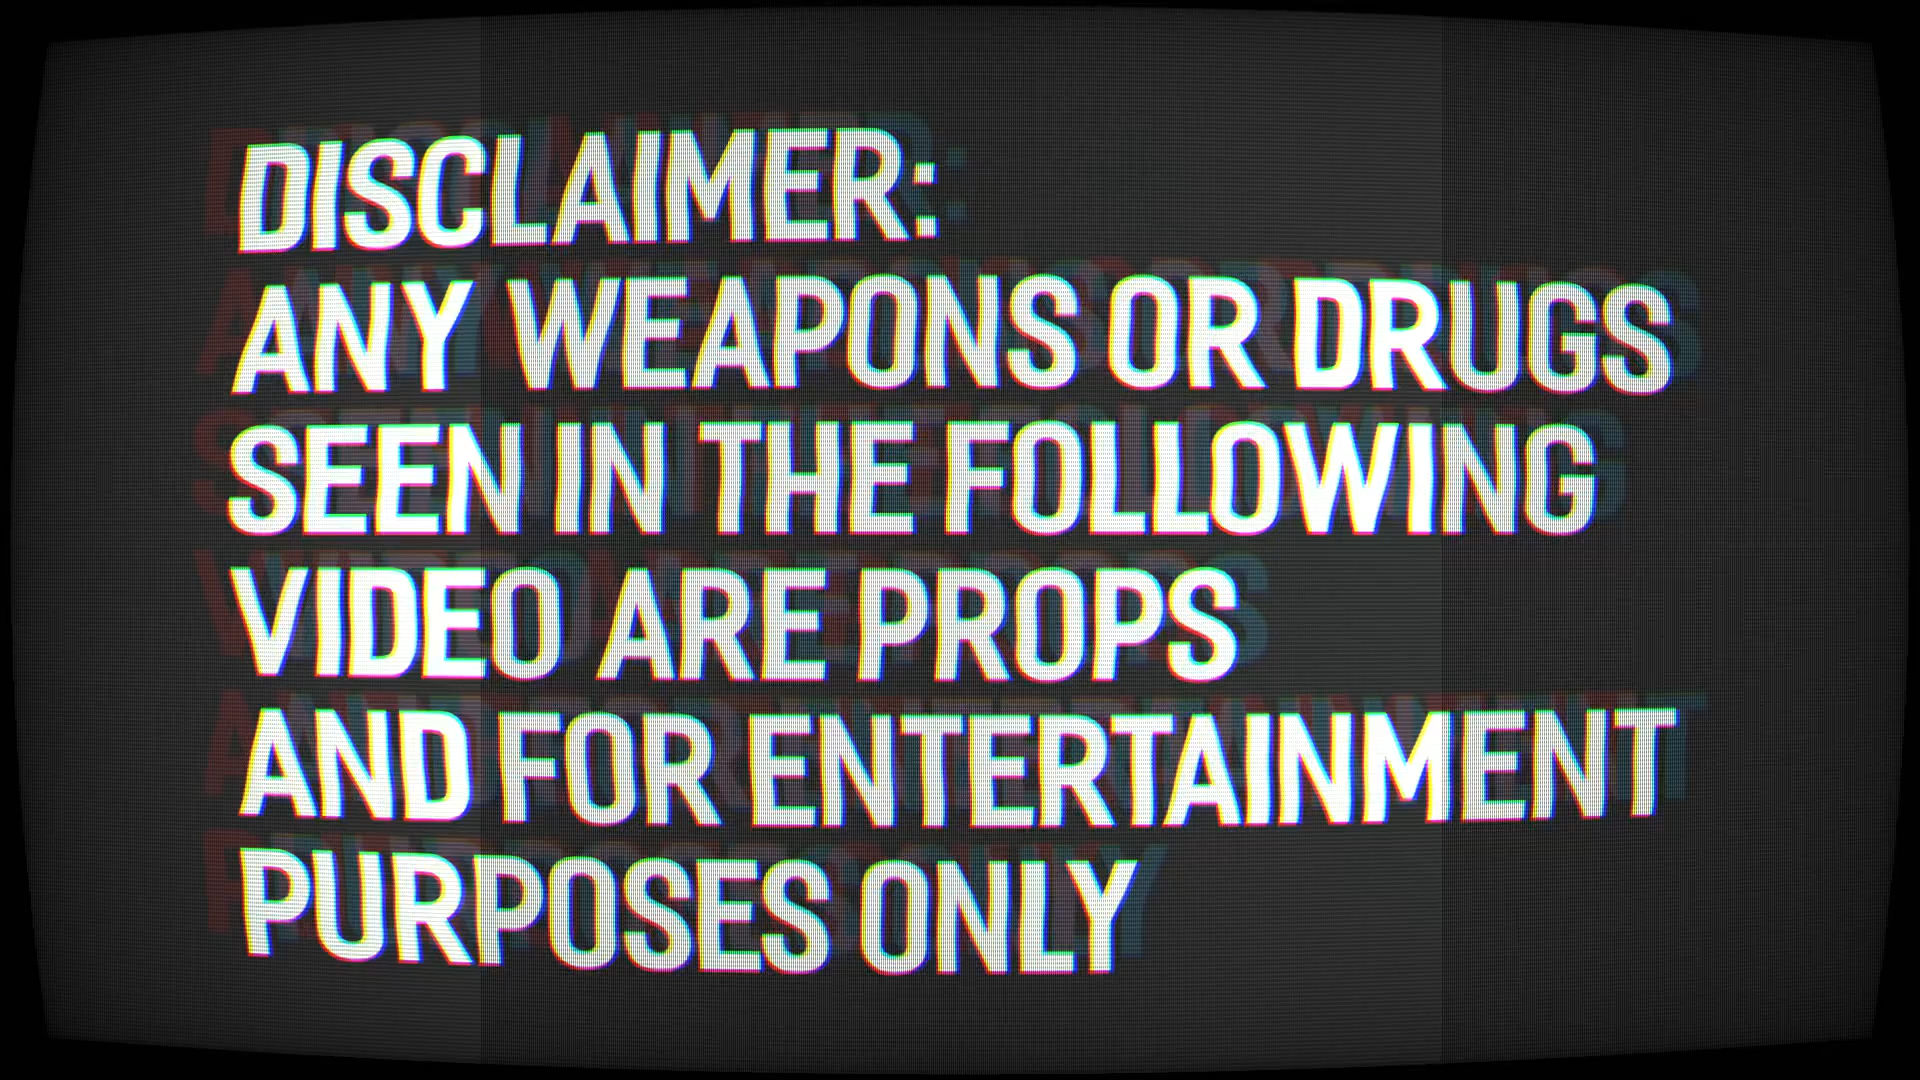 DISCLAIMER:
ANY WEAPONS OR DRUGS
SEEN IN THE FOLLOWING
VIDEO ARE PROPS
AND FOR ENTERTAINMENT
PURPOSES ONLY